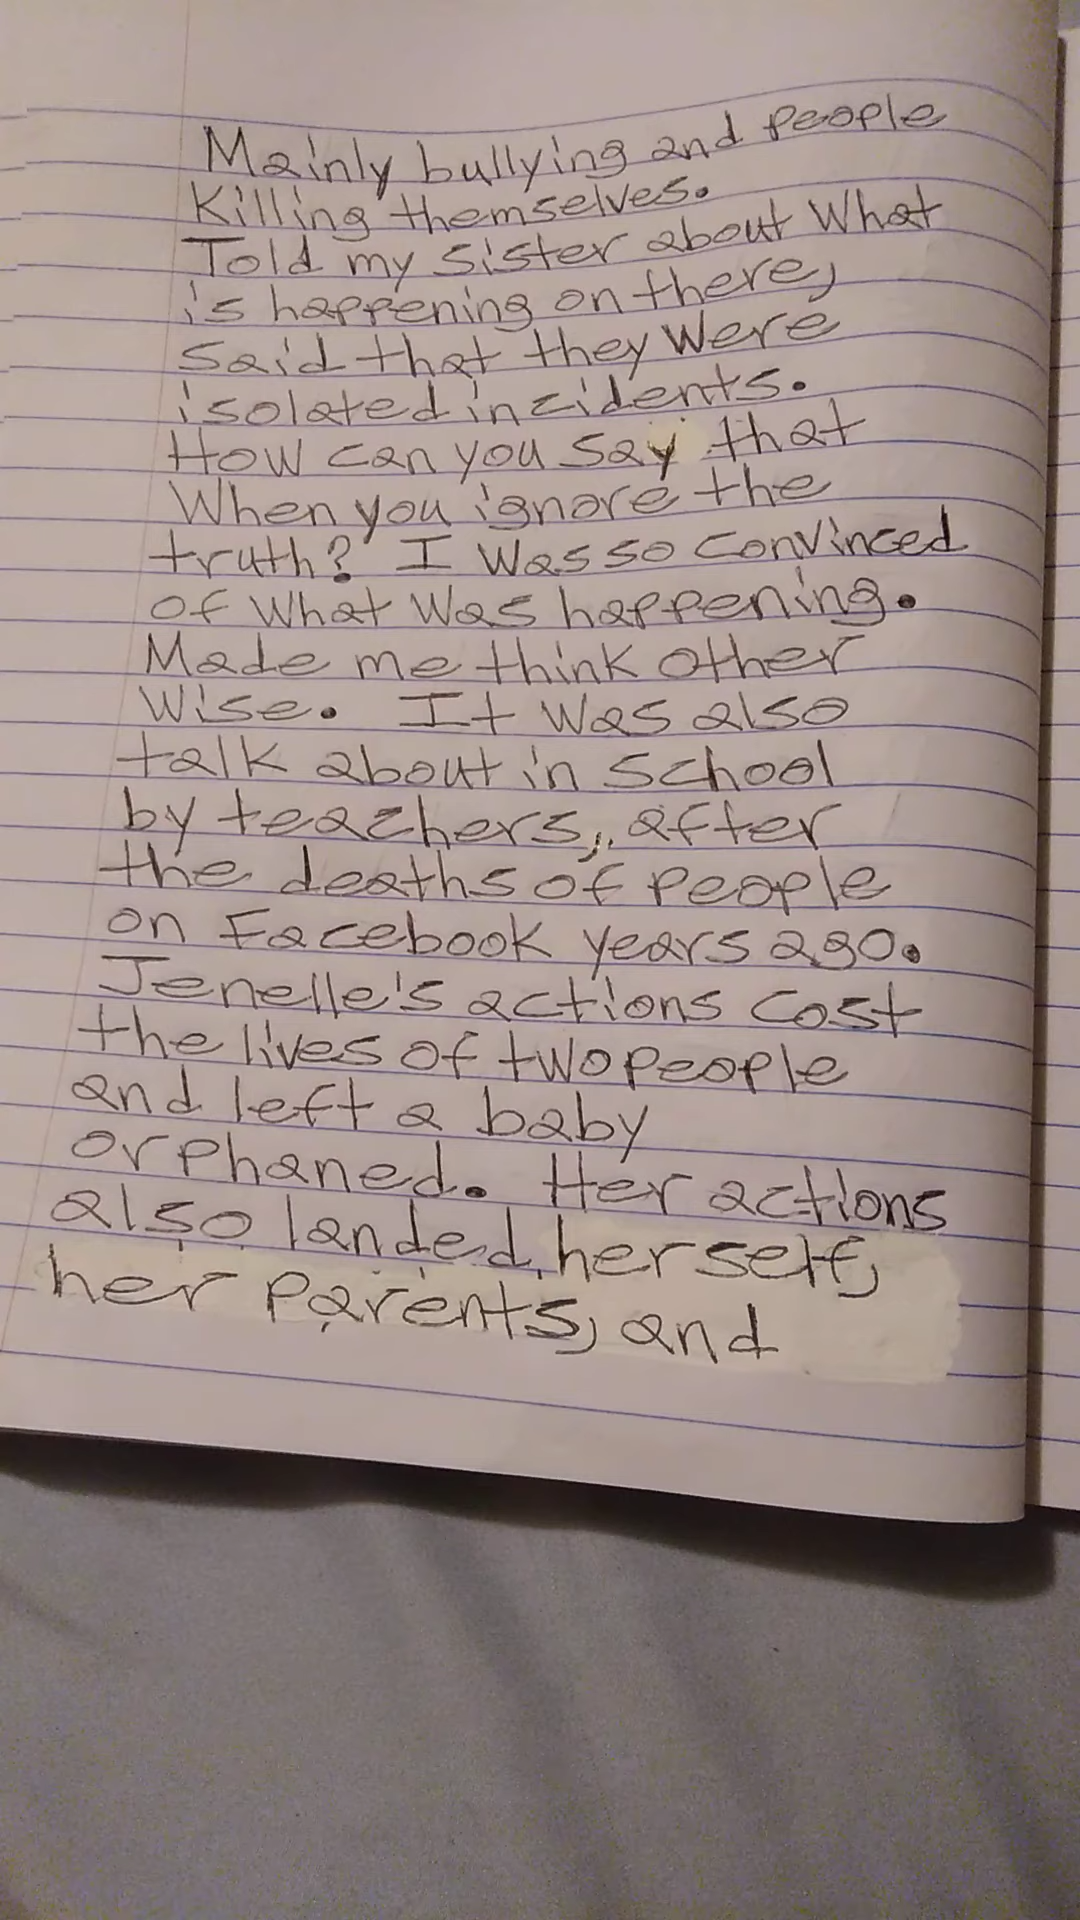 Mainly bullying and people
Killing themselves.
Told my sister about What
is happening on there,
Said that they Were
isolated incidents.
How can you say that
When you ignore the
truth? I Was so convinced
of What Was happening.
Made me think other
Wise. It Was also
talk about in school
by teachers, after
the deaths of people
on Facebook years ago.
Jenelle's actions cost
the lives of two people
and left a baby
orphaned. Her actions
also landed herself,
her parents, and